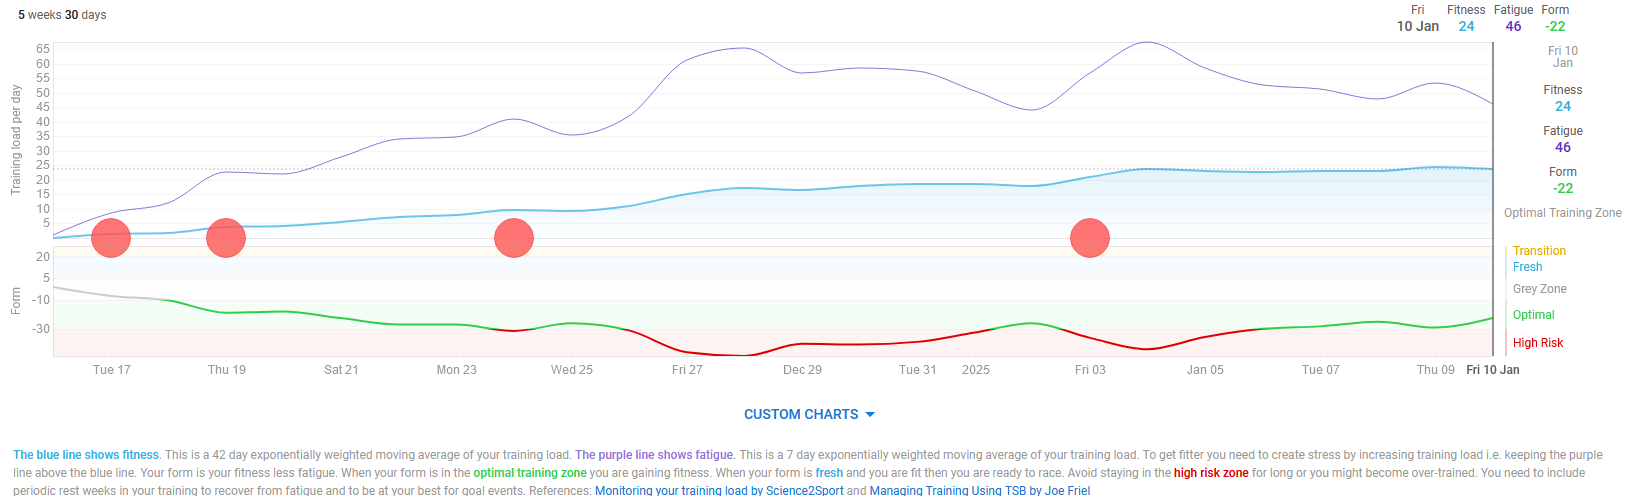 5 weeks 30 days
Fri Fitness Fatigue Form
10 Jan 24 46 -22
Training load per day
65
60
55
50
45
40
35
30
25
20
15
10
5
Fri 10
Jan
Fitness
24
Fatigue
46
Form
-22
Optimal Training Zone
Form
20
5
-10
-30
Transition
Fresh
Grey Zone
Optimal
High Risk
Tue 17 Thu 19 Sat 21 Mon 23 Wed 25 Fri 27 Dec 29 Tue 31 2025 Fri 03 Jan 05 Tue 07 Thu 09 Fri 10 Jan
CUSTOM CHARTS
The blue line shows fitness. This is a 42 day exponentially weighted moving average of your training load. The purple line shows fatigue. This is a 7 day exponentially weighted moving average of your training load. To get fitter you need to create stress by increasing training load i.e. keeping the purple
line above the blue line. Your form is your fitness less fatigue. When your form is in the optimal training zone you are gaining fitness. When your form is fresh and you are fit then you are ready to race. Avoid staying in the high risk zone for long or you might become over-trained. You need to include
periodic rest weeks in your training to recover from fatigue and to be at your best for goal events. References: Monitoring your training load by Science2Sport and Managing Training Using TSB by Joe Friel